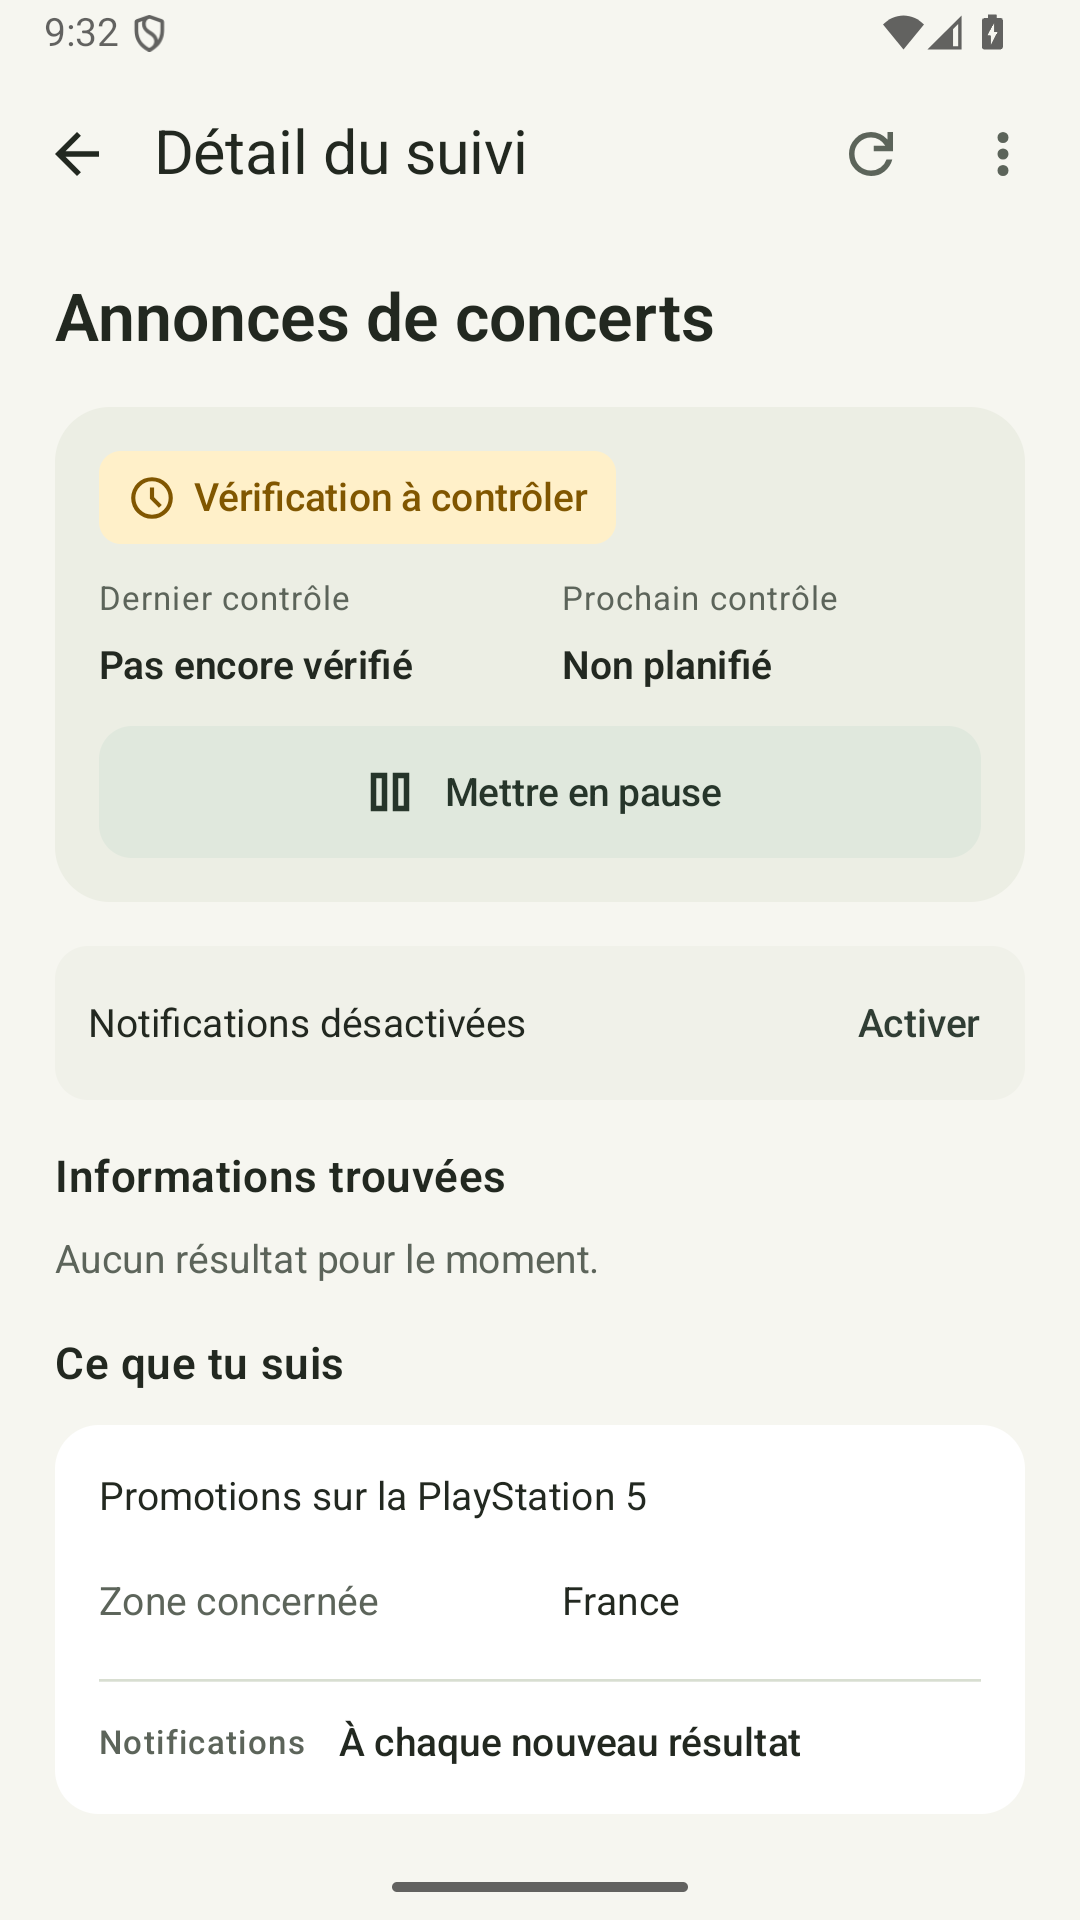 9:32
Détail du suivi
Annonces de concerts
Vérification à contrôler
Dernier contrôle
Prochain contrôle
Pas encore vérifié
Non planifié
Mettre en pause
Notifications désactivées
Activer
Informations trouvées
Aucun résultat pour le moment.
Ce que tu suis
Promotions sur la PlayStation 5
Zone concernée
France
Notifications
À chaque nouveau résultat